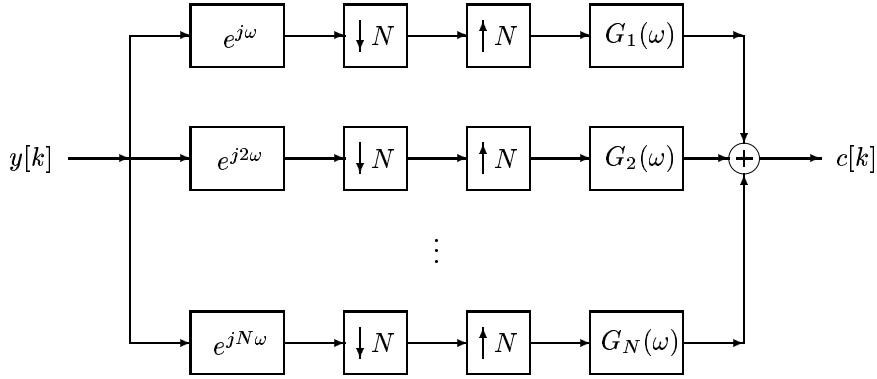 e^{jω} ↓ N ↑ N G_1(ω)
y[k] e^{j2ω} ↓ N ↑ N G_2(ω) + c[k]
⋮
e^{jNω} ↓ N ↑ N G_N(ω)